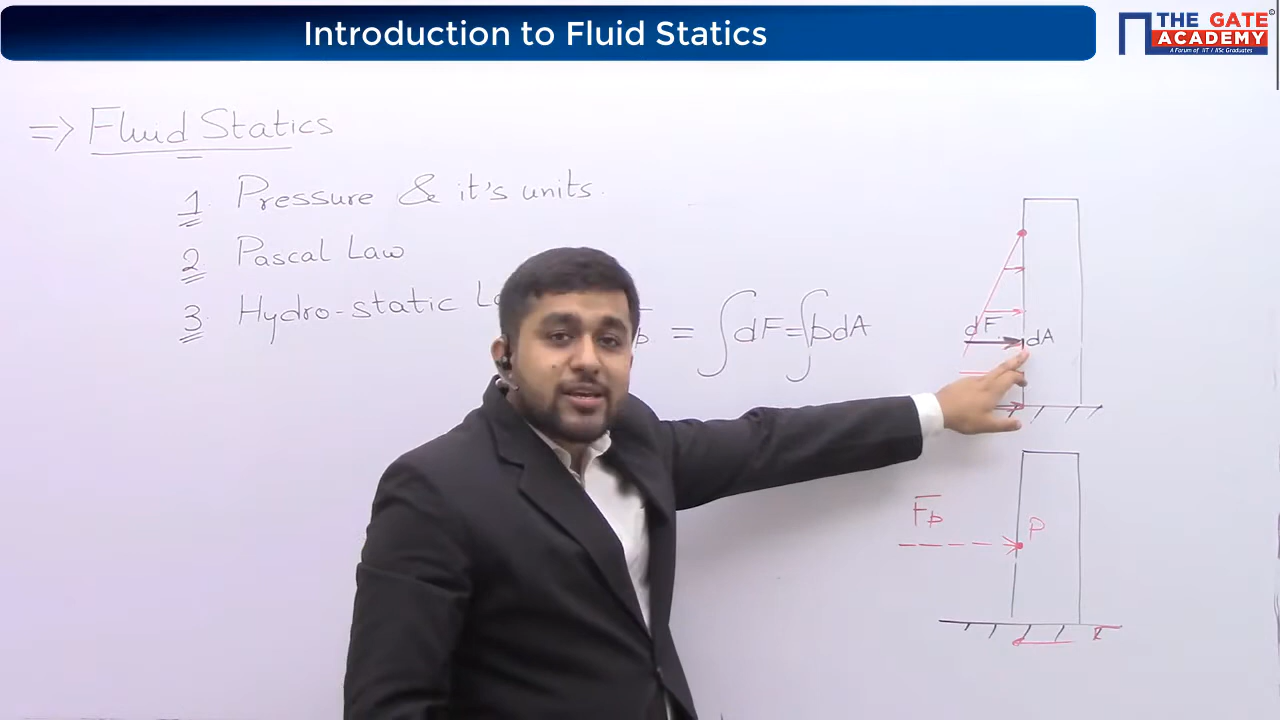 Introduction to Fluid Statics
THE GATE
ACADEMY
©
A Forum of IIT / IISc Graduates
=> Fluid Statics
1 Pressure & it's units.
2 Pascal Law
3 Hydro-static
= ∫dF=∫pdA
dF
dA
Fp
P